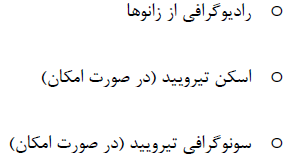 o رادیوگرافی از زانوها
o اسکن تیرویید (در صورت امکان)
o سونوگرافی تیرویید (در صورت امکان)